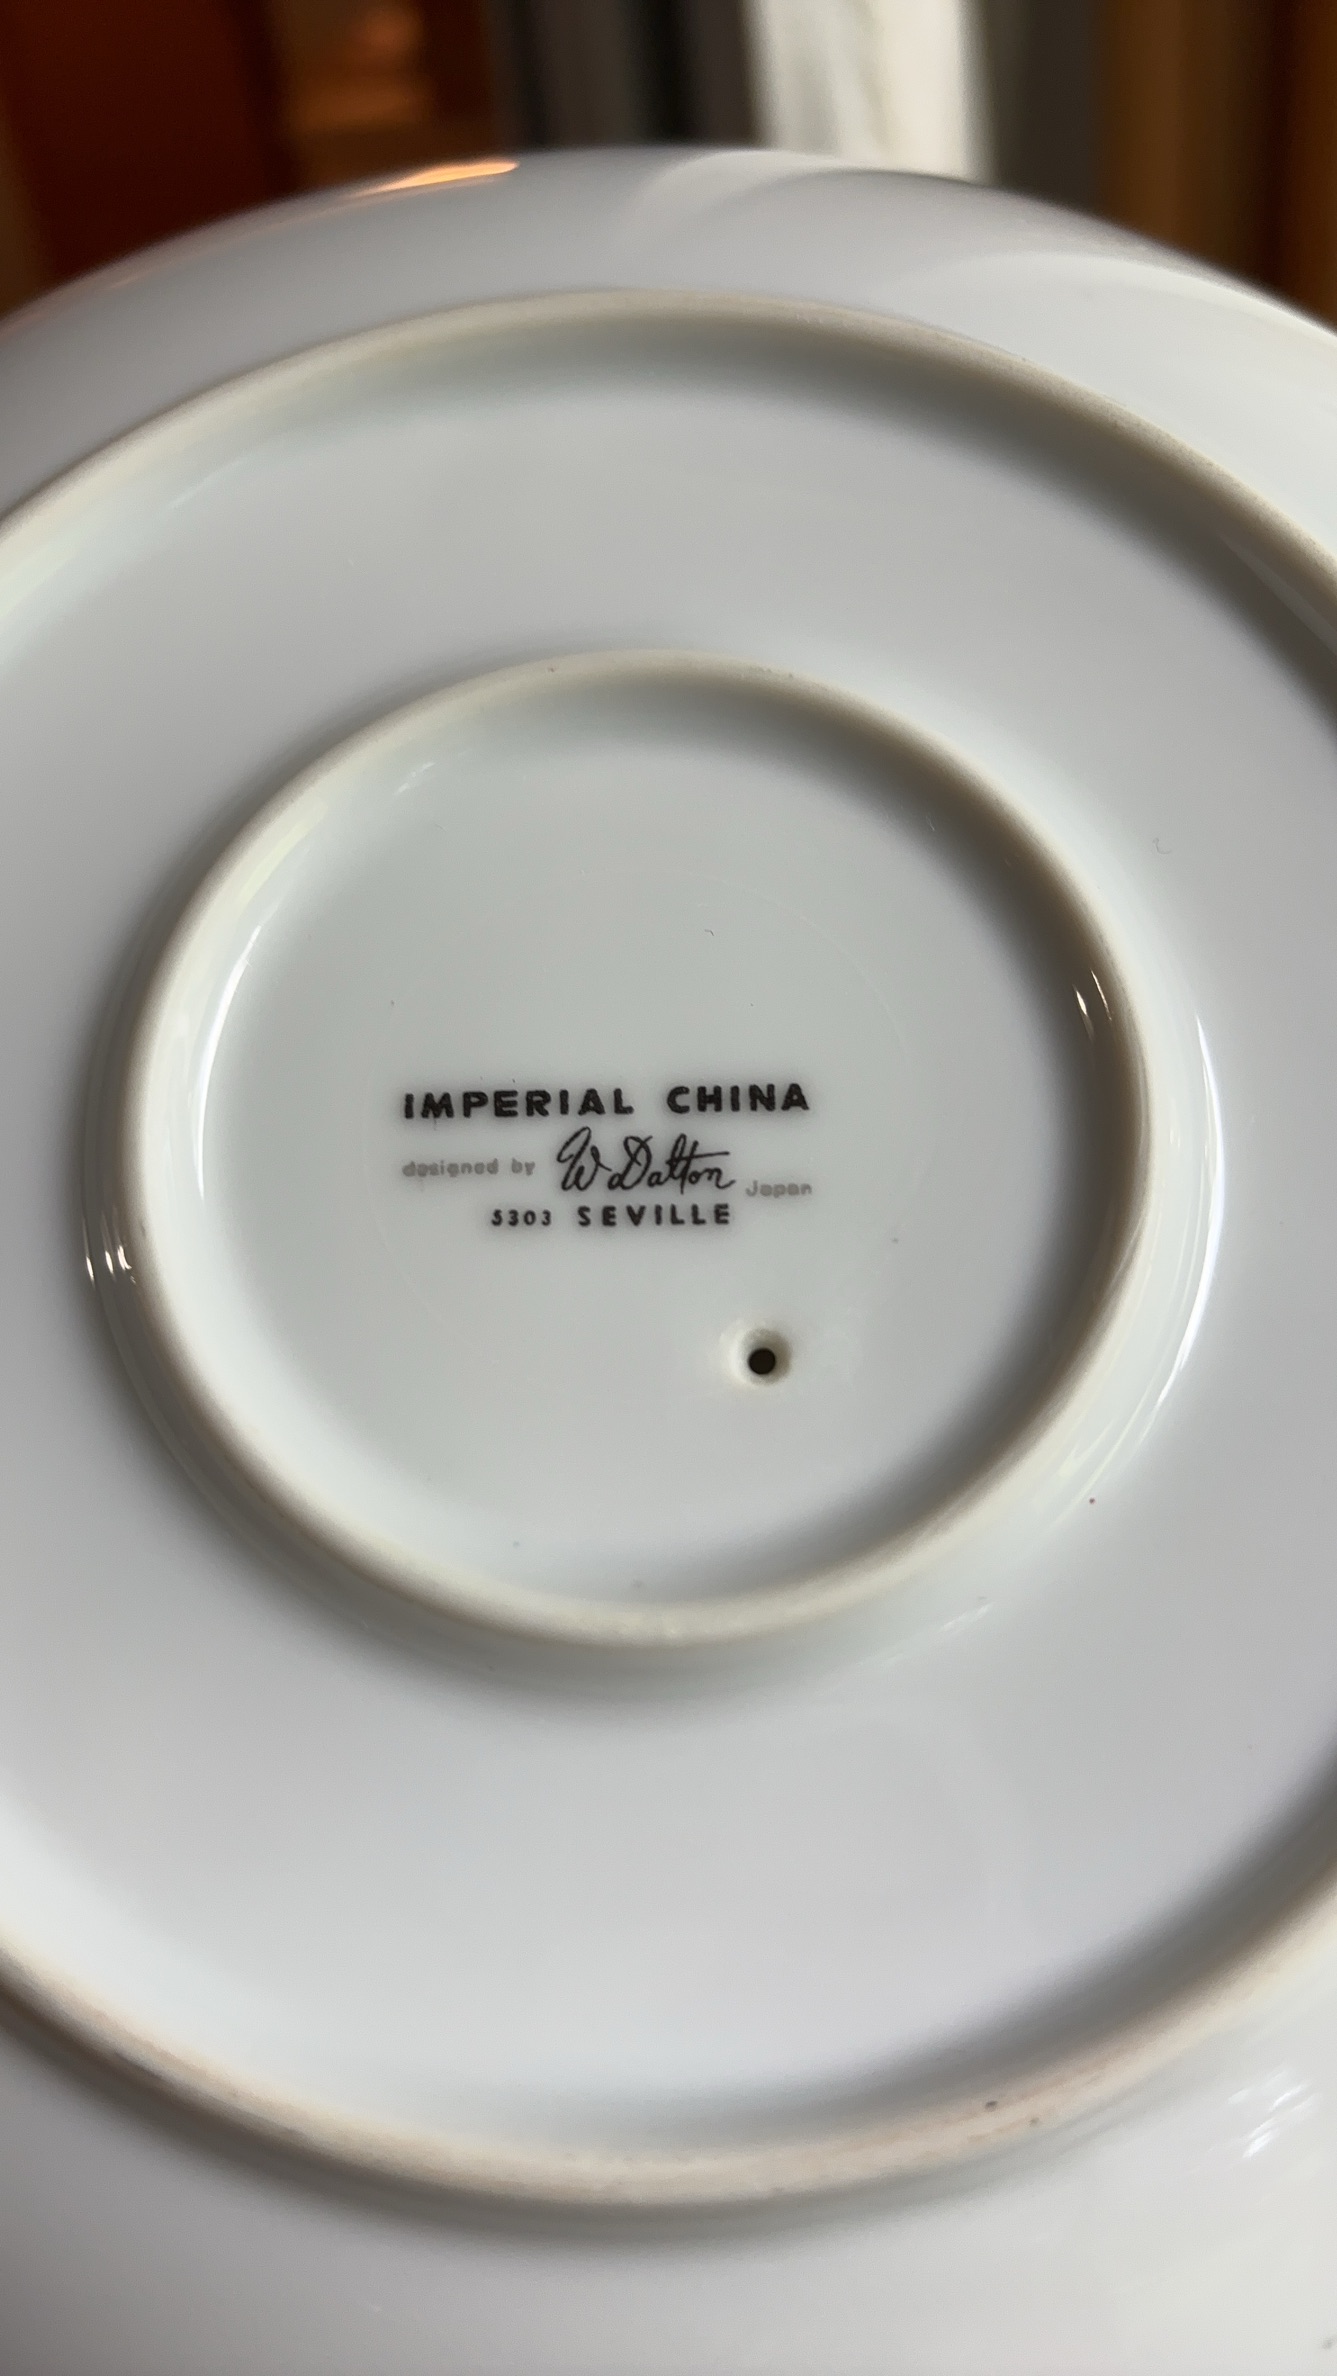 IMPERIAL CHINA
designed by W Dalton Japan
5303 SEVILLE